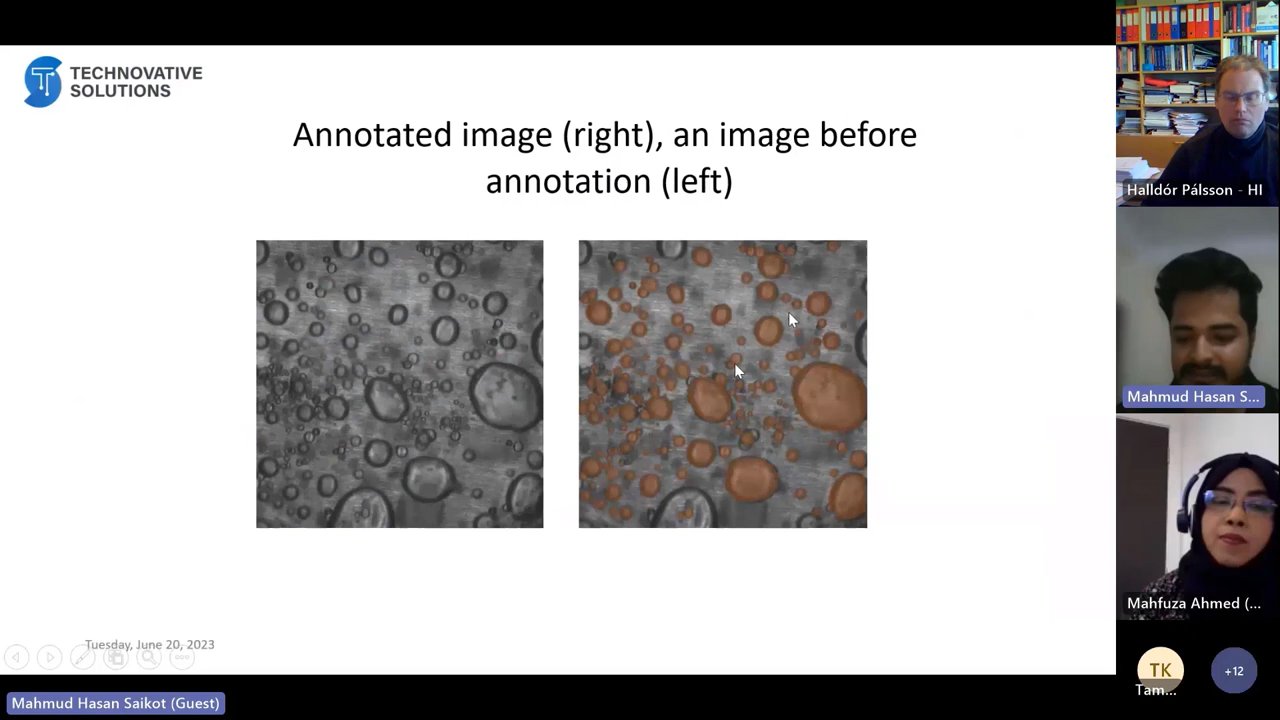 TECHNOVATIVE
SOLUTIONS
Annotated image (right), an image before
annotation (left)
Tuesday, June 20, 2023
Mahmud Hasan Saikot (Guest)
Halldór Pálsson - HI
Mahmud Hasan S...
Mahfuza Ahmed (...
TK
Tam...
+12